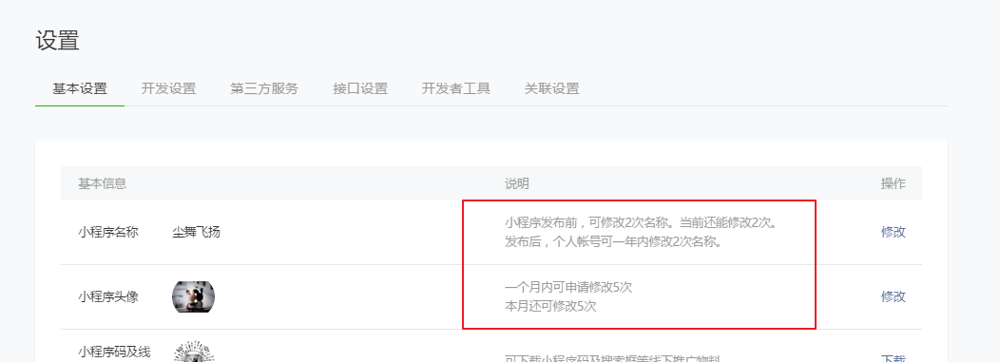 设置
基本设置 开发设置 第三方服务 接口设置 开发者工具 关联设置
基本信息 说明 操作
小程序名称 尘舞飞扬 小程序发布前，可修改2次名称。当前还能修改2次。 修改
发布后，个人帐号可一年内修改2次名称。
小程序头像 一个月内可申请修改5次 修改
本月还可修改5次
小程序码及线 可下载小程序码及搜索框等线下推广物料 下载